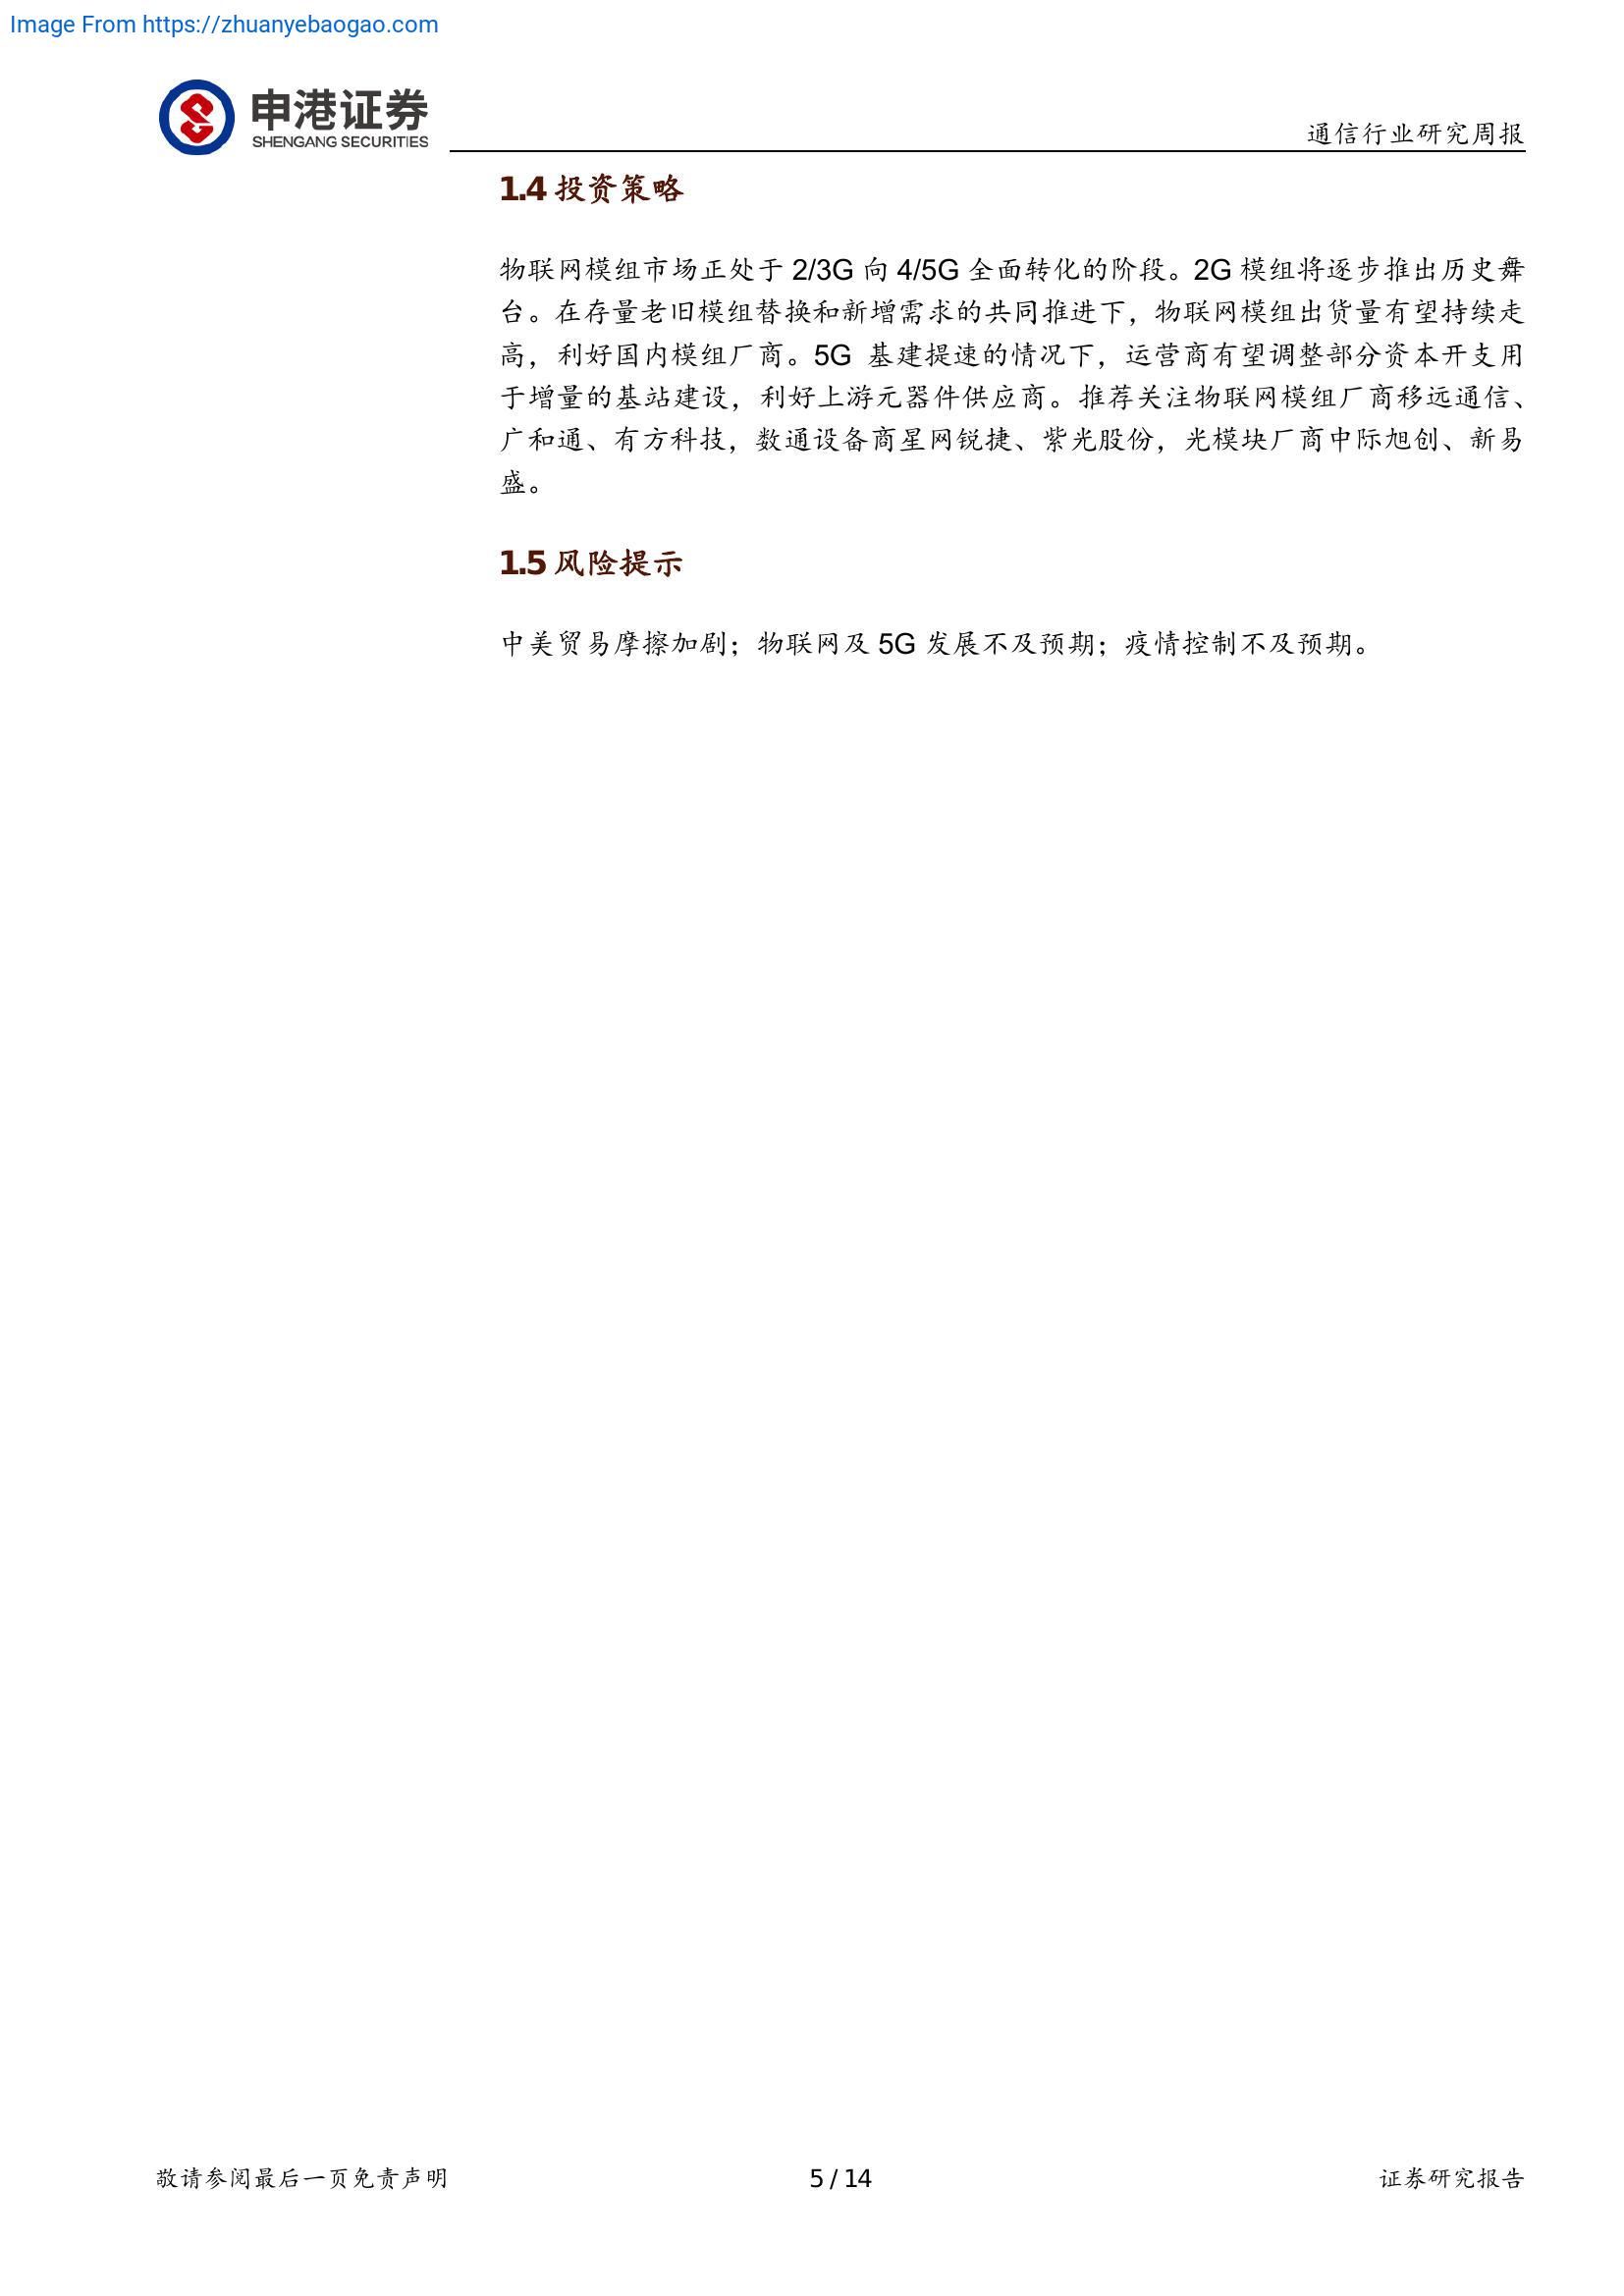 Image From https://zhuanyebaogao.com
申港证券
SHENGANG SECURITIES
通信行业研究周报
1.4 投资策略
物联网模组市场正处于 2/3G 向 4/5G 全面转化的阶段。2G 模组将逐步推出历史舞
台。在存量老旧模组替换和新增需求的共同推进下，物联网模组出货量有望持续走
高，利好国内模组厂商。5G 基建提速的情况下，运营商有望调整部分资本开支用
于增量的基站建设，利好上游元器件供应商。推荐关注物联网模组厂商移远通信、
广和通、有方科技，数通设备商星网锐捷、紫光股份，光模块厂商中际旭创、新易
盛。
1.5 风险提示
中美贸易摩擦加剧；物联网及 5G 发展不及预期；疫情控制不及预期。
敬请参阅最后一页免责声明
5 / 14
证券研究报告